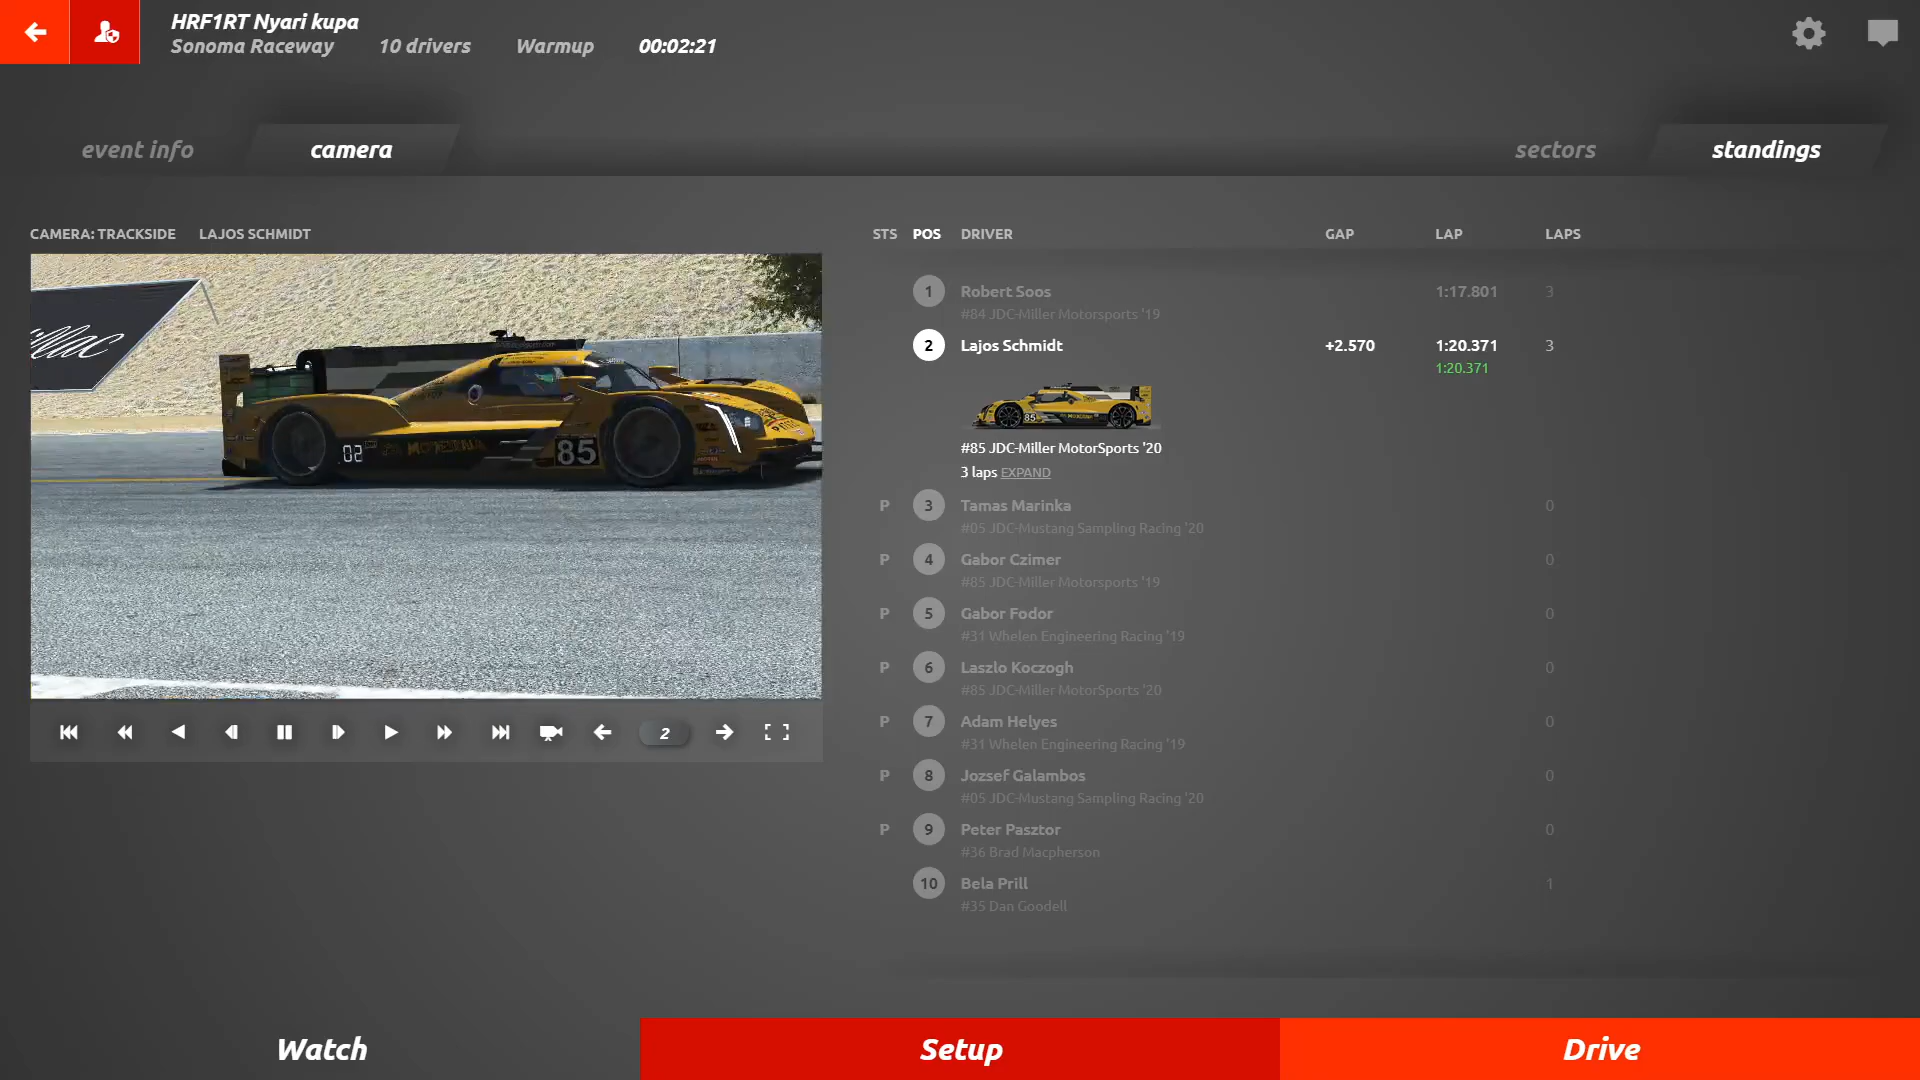 HRF1RT Nyari kupa
Sonoma Raceway 10 drivers Warmup 00:02:21
event info camera sectors standings
CAMERA: TRACKSIDE LAJOS SCHMIDT
STS POS DRIVER GAP LAP LAPS
1 Robert Soos 1:17.801 3
#84 JDC-Miller Motorsports '19
2 Lajos Schmidt +2.570 1:20.371 3
1:20.371
#85 JDC-Miller MotorSports '20
3 laps EXPAND
P 3 Tamas Marinka 0
#05 JDC-Mustang Sampling Racing '20
P 4 Gabor Czimer 0
#85 JDC-Miller Motorsports '19
P 5 Gabor Fodor 0
#31 Whelen Engineering Racing '19
P 6 Laszlo Koczogh 0
#85 JDC-Miller MotorSports '20
P 7 Adam Helyes 0
#31 Whelen Engineering Racing '19
P 8 Jozsef Galambos 0
#05 JDC-Mustang Sampling Racing '20
P 9 Peter Pasztor 0
#36 Brad Macpherson
10 Bela Prill 1
#35 Dan Goodell
02
85
85
2
Watch Setup Drive